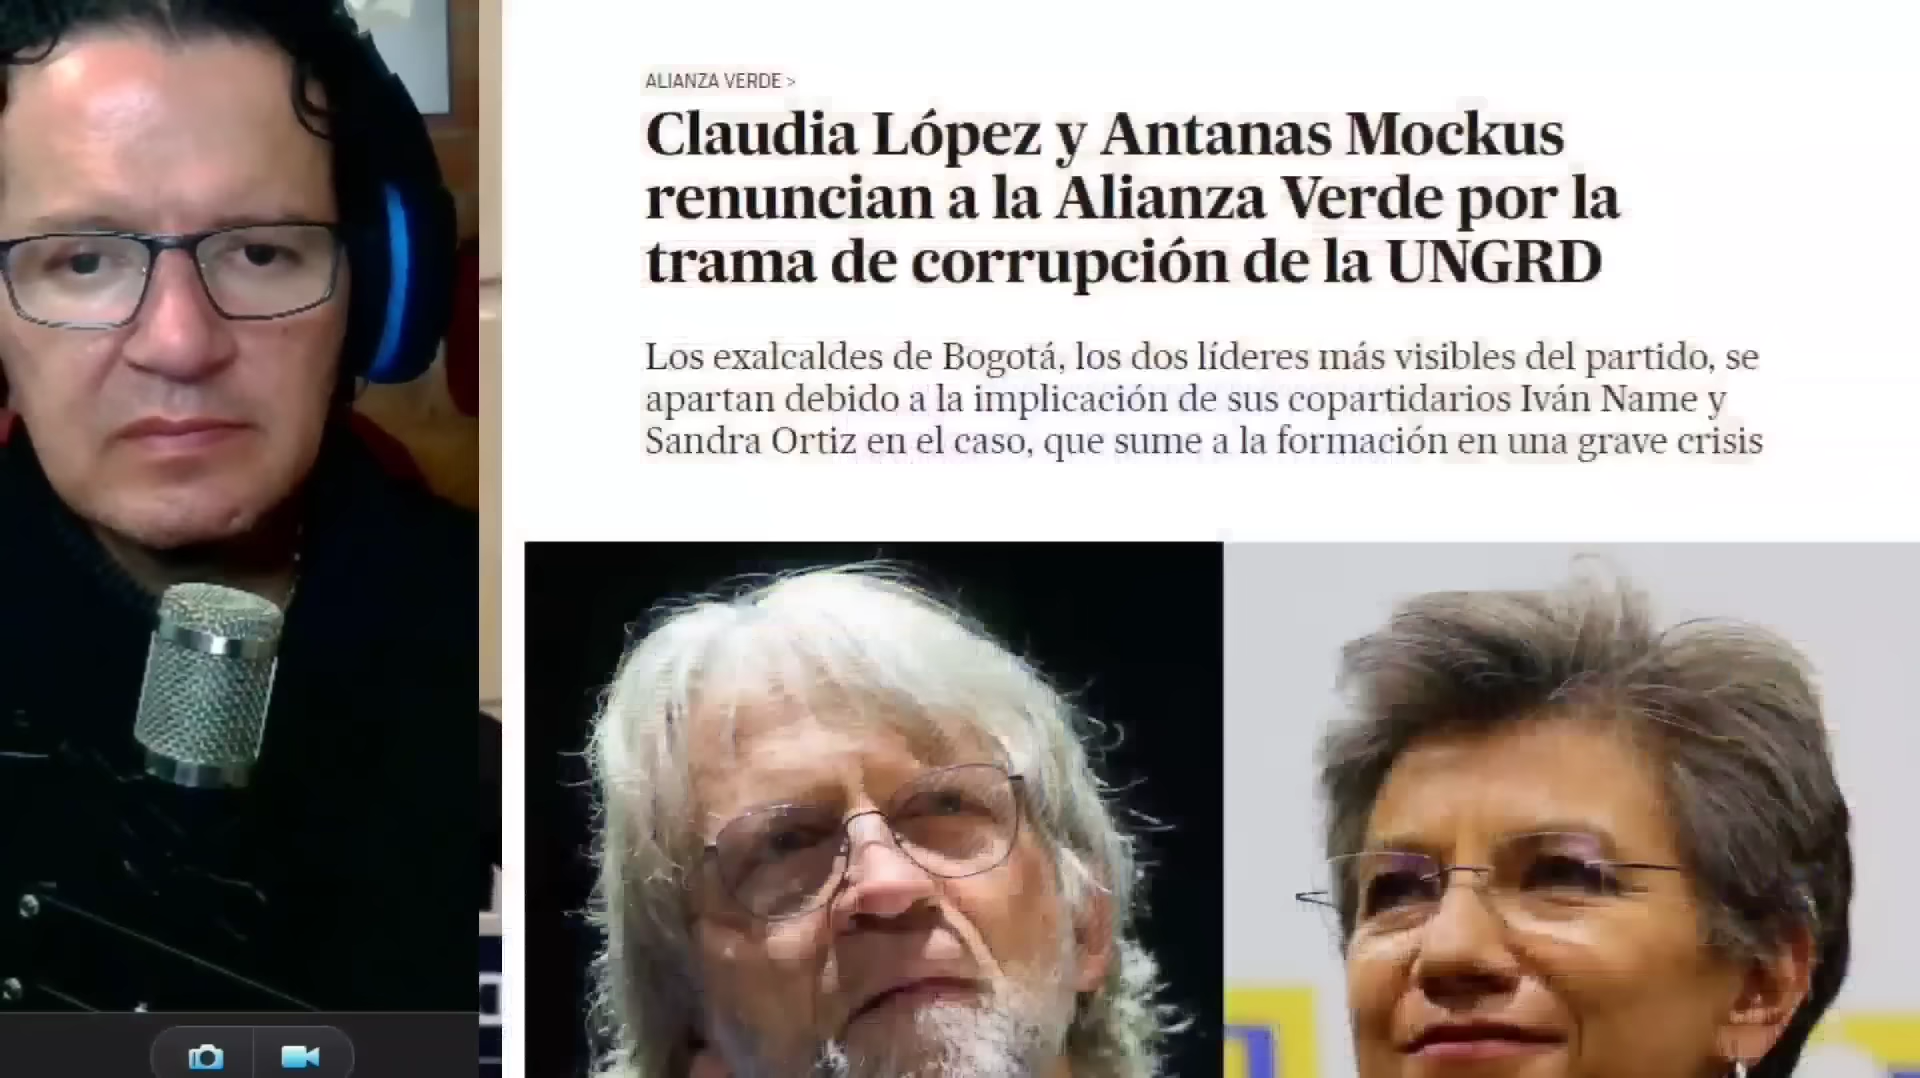 ALIANZA VERDE >
Claudia López y Antanas Mockus
renuncian a la Alianza Verde por la
trama de corrupción de la UNGRD
Los exalcaldes de Bogotá, los dos líderes más visibles del partido, se
apartan debido a la implicación de sus copartidarios Iván Name y
Sandra Ortiz en el caso, que sume a la formación en una grave crisis